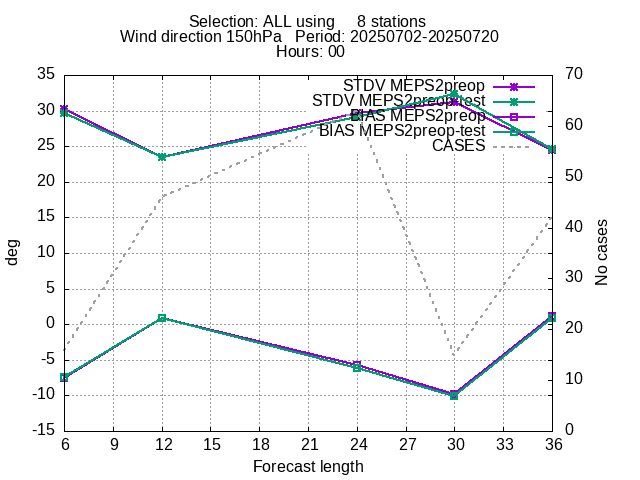 Selection: ALL using 8 stations
Wind direction 150hPa Period: 20250702-20250720
Hours: 00
STDV MEPS2preop
STDV MEPS2preop-test
BIAS MEPS2preop
BIAS MEPS2preop-test
CASES
35
30
25
20
15
10
5
0
-5
-10
-15
deg
70
60
50
40
30
20
10
0
No cases
6 9 12 15 18 21 24 27 30 33 36
Forecast length